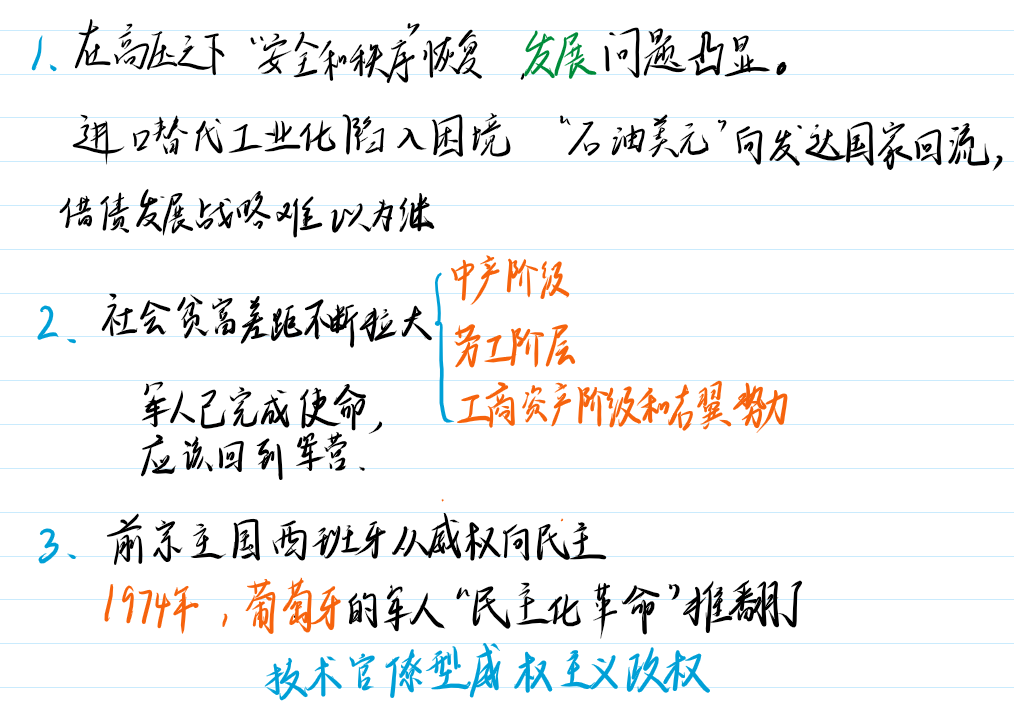 1、在高压之下 "安全和秩序"恢复 发展问题凸显。
进口替代工业化陷入困境 "石油美元"向发达国家回流,
借债发展战略难以为继
2、社会贫富差距不断拉大
中产阶级
劳工阶层
工商资产阶级和右翼势力
军人已完成使命,
应该回到军营.
3、前宗主国西班牙从威权向民主
1974年,葡萄牙的军人"民主化革命"推翻了
技术官僚型威权主义政权